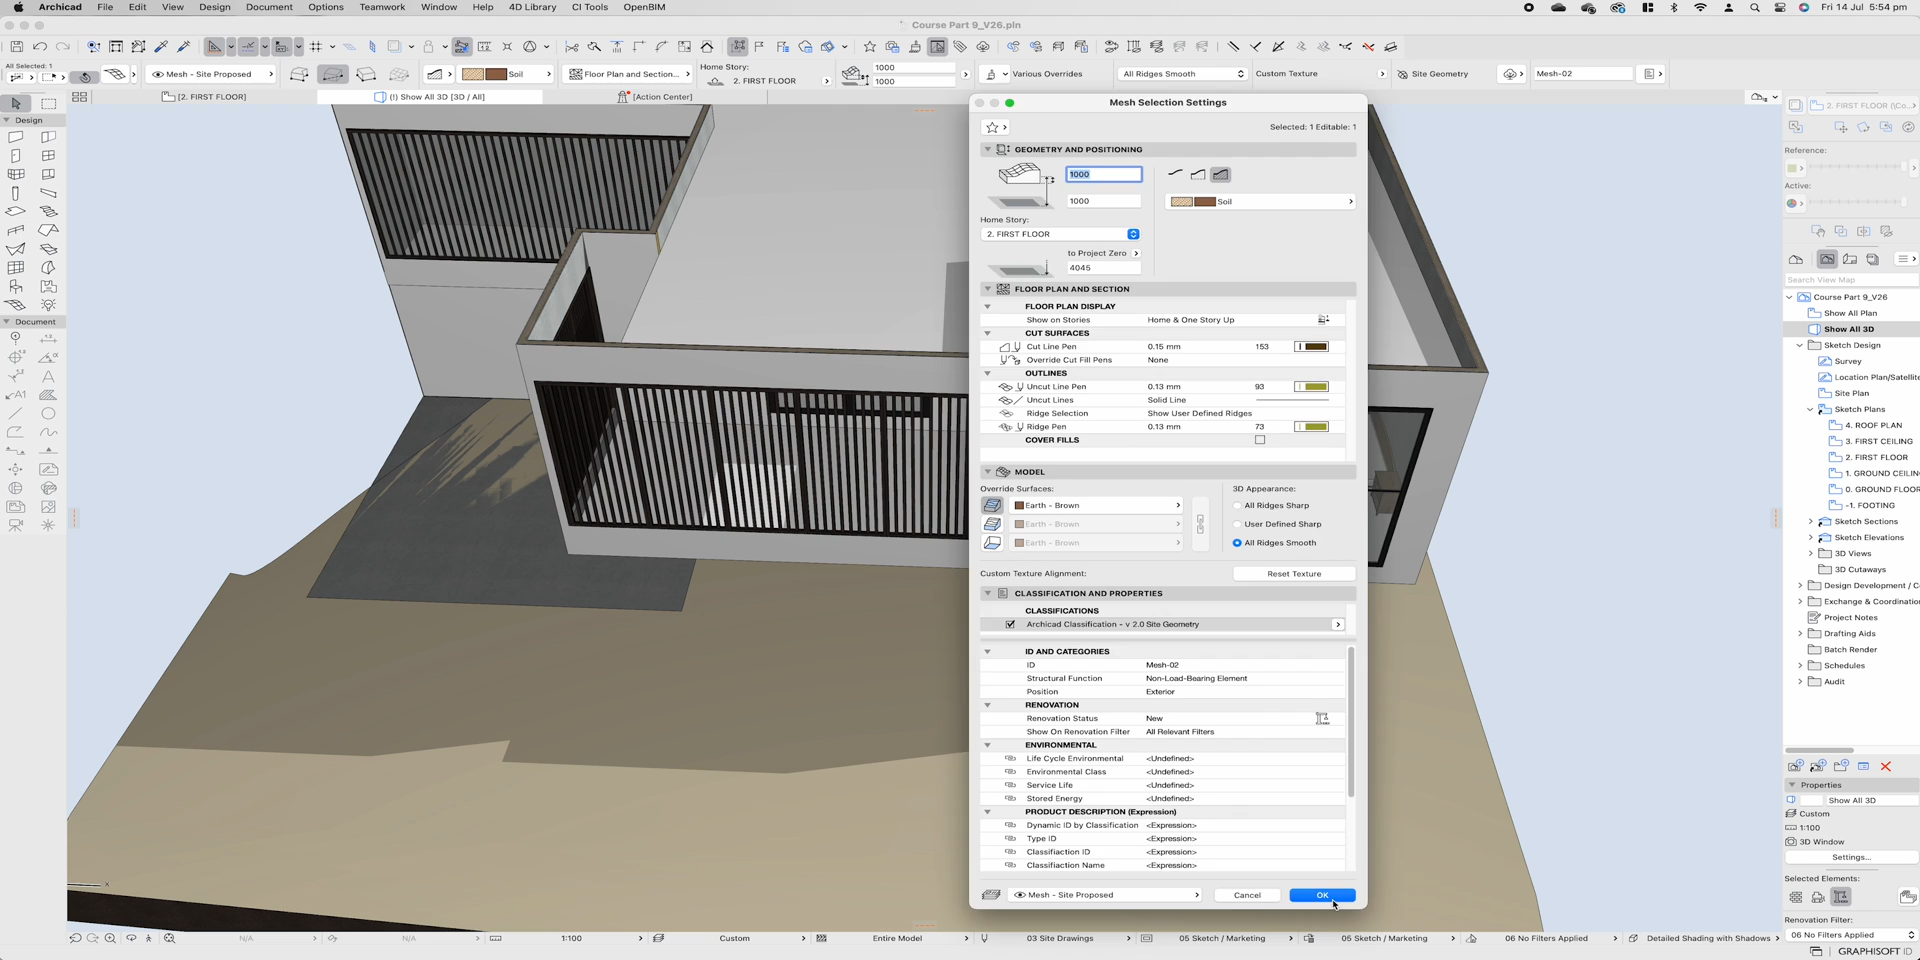 Archicad File Edit View Design Document Options Teamwork Window Help 4D Library CI Tools OpenBIM Fri 14 Jul 5:54 pm
Course Part 9_V26.pln
All Selected: 1
Mesh - Site Proposed
Soil
Floor Plan and Section...
Home Story:
2. FIRST FLOOR
1000
1000
Various Overrides
All Ridges Smooth
Custom Texture
Site Geometry
Mesh-02
[2. FIRST FLOOR]
(!) Show All 3D [3D / All]
[Action Center]
Design
Document
Mesh Selection Settings
Selected: 1 Editable: 1
GEOMETRY AND POSITIONING
1000
1000
Soil
Home Story:
2. FIRST FLOOR
to Project Zero
4045
FLOOR PLAN AND SECTION
FLOOR PLAN DISPLAY
Show on Stories Home & One Story Up
CUT SURFACES
Cut Line Pen 0.15 mm 153
Override Cut Fill Pens None
OUTLINES
Uncut Line Pen 0.13 mm 93
Uncut Lines Solid Line
Ridge Selection Show User Defined Ridges
Ridge Pen 0.13 mm 73
COVER FILLS
MODEL
Override Surfaces:
Earth - Brown
Earth - Brown
Earth - Brown
3D Appearance:
All Ridges Sharp
User Defined Sharp
All Ridges Smooth
Custom Texture Alignment:
Reset Texture
CLASSIFICATION AND PROPERTIES
CLASSIFICATIONS
Archicad Classification - v 2.0 Site Geometry
ID AND CATEGORIES
ID Mesh-02
Structural Function Non-Load-Bearing Element
Position Exterior
RENOVATION
Renovation Status New
Show On Renovation Filter All Relevant Filters
ENVIRONMENTAL
Life Cycle Environmental <Undefined>
Environmental Class <Undefined>
Service Life <Undefined>
Stored Energy <Undefined>
PRODUCT DESCRIPTION (Expression)
Dynamic ID by Classification <Expression>
Type ID <Expression>
Classifiaction ID <Expression>
Classifiaction Name <Expression>
Mesh - Site Proposed
Cancel
OK
2. FIRST FLOOR (\Co...
Reference:
Active:
Search View Map
Course Part 9_V26
Show All Plan
Show All 3D
Sketch Design
Survey
Location Plan/Satellite
Site Plan
Sketch Plans
4. ROOF PLAN
3. FIRST CEILING
2. FIRST FLOOR
1. GROUND CEILIN
0. GROUND FLOOR
-1. FOOTING
Sketch Sections
Sketch Elevations
3D Views
3D Cutaways
Design Development / C
Exchange & Coordination
Project Notes
Drafting Aids
Batch Render
Schedules
Audit
Properties
Show All 3D
Custom
1:100
3D Window
Settings...
Selected Elements:
Renovation Filter:
06 No Filters Applied
N/A
N/A
1:100
Custom
Entire Model
03 Site Drawings
05 Sketch / Marketing
05 Sketch / Marketing
06 No Filters Applied
Detailed Shading with Shadows
GRAPHISOFT ID